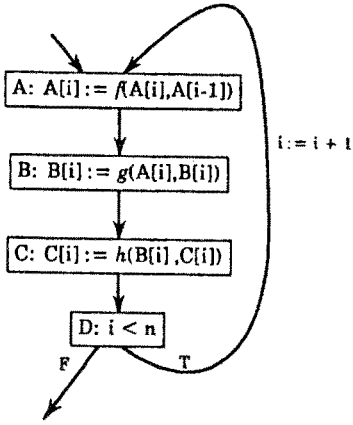 A: A[i] := f(A[i],A[i-1])
i := i + 1
B: B[i] := g(A[i],B[i])
C: C[i] := h(B[i],C[i])
D: i < n
F T